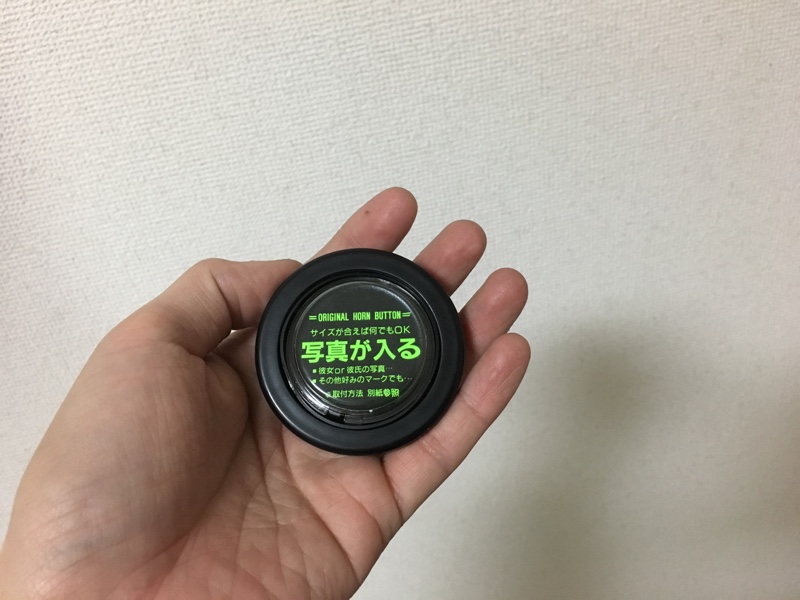 =ORIGINAL HORN BUTTON=
サイズが合えば何でもOK
写真が入る
■彼女or彼氏の写真…
■その他好みのマークでも…
取付方法 別紙参照